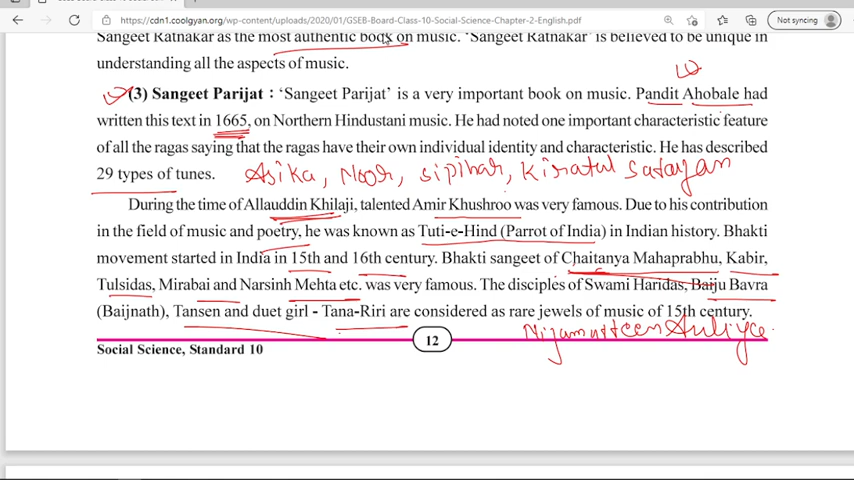 https://cdn1.coolgyan.org/wp-content/uploads/2020/01/GSEB-Board-Class-10-Social-Science-Chapter-2-English.pdf
Not syncing
Sangeet Ratnakar as the most authentic book on music. 'Sangeet Ratnakar' is believed to be unique in
understanding all the aspects of music.
(3) Sangeet Parijat : 'Sangeet Parijat' is a very important book on music. Pandit Ahobale had
written this text in 1665, on Northern Hindustani music. He had noted one important characteristic feature
of all the ragas saying that the ragas have their own individual identity and characteristic. He has described
29 types of tunes.
Asika, Noor, Sipihar, Kiratul Satayan
During the time of Allauddin Khilaji, talented Amir Khushroo was very famous. Due to his contribution
in the field of music and poetry, he was known as Tuti-e-Hind (Parrot of India) in Indian history. Bhakti
movement started in India in 15th and 16th century. Bhakti sangeet of Chaitanya Mahaprabhu, Kabir,
Tulsidas, Mirabai and Narsinh Mehta etc. was very famous. The disciples of Swami Haridas, Baiju Bavra
(Baijnath), Tansen and duet girl - Tana-Riri are considered as rare jewels of music of 15th century.
Social Science, Standard 10
12